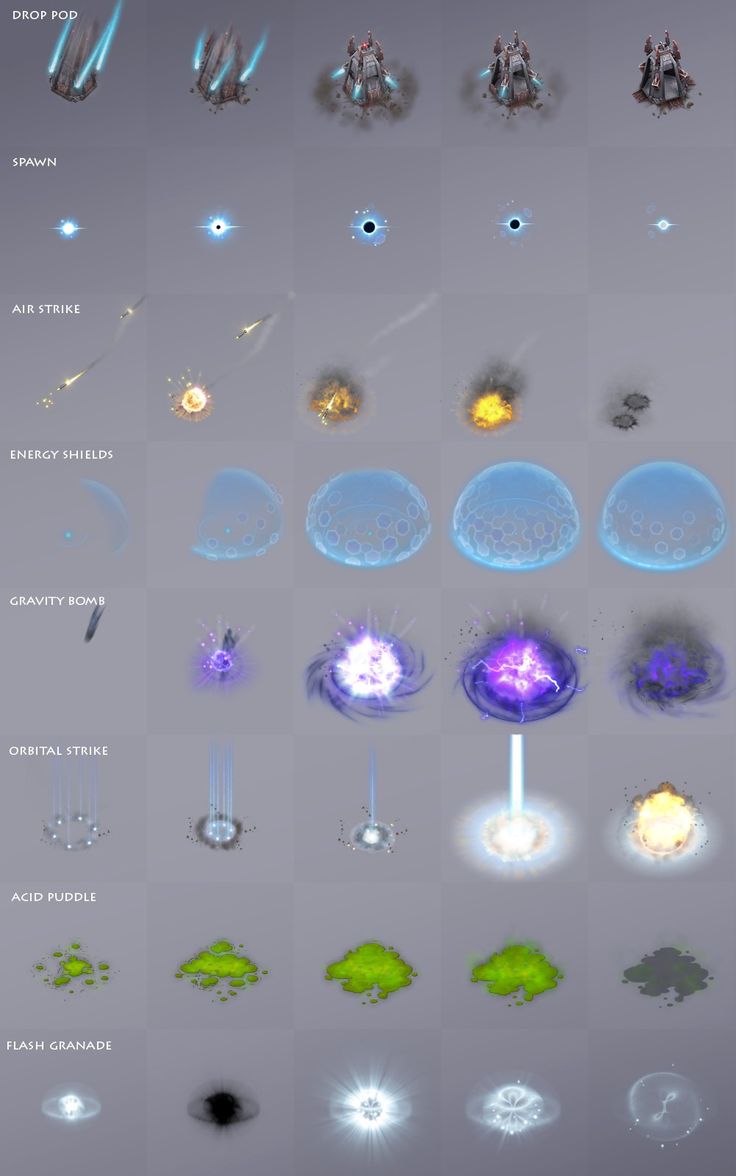 DROP POD
SPAWN
AIR STRIKE
ENERGY SHIELDS
GRAVITY BOMB
ORBITAL STRIKE
ACID PUDDLE
FLASH GRANADE